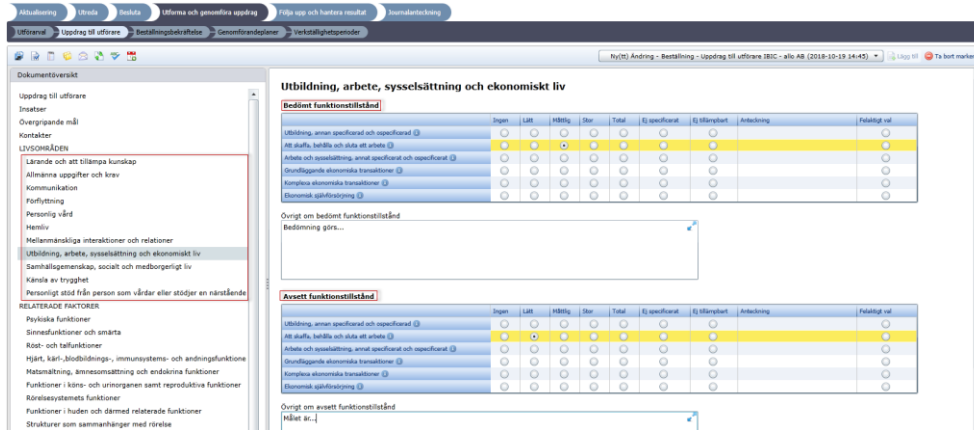 Aktualisering Utreda Besluta Utforma och genomföra uppdrag Följa upp och hantera resultat Journalanteckning
Utförarval Uppdrag till utförare Beställningsbekräftelse Genomförandeplaner Verkställighetsperioder
Ny(tt) Ändring - Beställning - Uppdrag till utförare IBIC - allo AB (2018-10-19 14:45) Lägg till Ta bort marker
Dokumentöversikt
Uppdrag till utförare
Insatser
Övergripande mål
Kontakter
LIVSOMRÅDEN
Lärande och att tillämpa kunskap
Allmänna uppgifter och krav
Kommunikation
Förflyttning
Personlig vård
Hemliv
Mellanmänskliga interaktioner och relationer
Utbildning, arbete, sysselsättning och ekonomiskt liv
Samhällsgemenskap, socialt och medborgerligt liv
Känsla av trygghet
Personligt stöd från person som vårdar eller stödjer en närstående
RELATERADE FAKTORER
Psykiska funktioner
Sinnesfunktioner och smärta
Röst- och talfunktioner
Hjärt, kärl-,blodbildnings-, immunsystems- och andningsfunktione
Matsmältning, ämnesomsättning och endokrina funktioner
Funktioner i köns- och urinorganen samt reproduktiva funktioner
Rörelsesystemets funktioner
Funktioner i huden och därmed relaterade funktioner
Strukturer som sammanhänger med rörelse
Utbildning, arbete, sysselsättning och ekonomiskt liv
Bedömt funktionstillstånd
Ingen Lätt Måttlig Stor Total Ej specificerat Ej tillämpbart Anteckning Felaktigt val
Utbildning, annan specificerad och ospecificerad
Att skaffa, behålla och sluta ett arbete
Arbete och sysselsättning, annat specificerat och ospecificerat
Grundläggande ekonomiska transaktioner
Komplexa ekonomiska transaktioner
Ekonomisk självförsörjning
Övrigt om bedömt funktionstillstånd
Bedömning görs...
Avsett funktionstillstånd
Ingen Lätt Måttlig Stor Total Ej specificerat Ej tillämpbart Anteckning Felaktigt val
Utbildning, annan specificerad och ospecificerad
Att skaffa, behålla och sluta ett arbete
Arbete och sysselsättning, annat specificerat och ospecificerat
Grundläggande ekonomiska transaktioner
Komplexa ekonomiska transaktioner
Ekonomisk självförsörjning
Övrigt om avsett funktionstillstånd
Målet är...